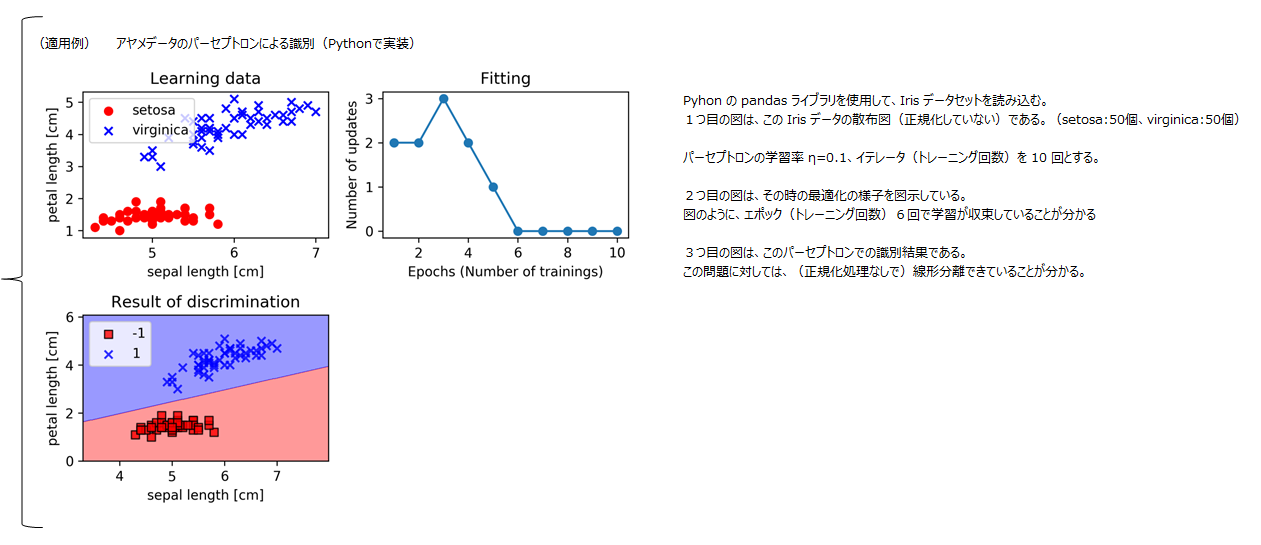 （適用例）　アヤメデータのパーセプトロンによる識別（Pythonで実装）
Learning data
setosa
virginica
petal length [cm]
5
4
3
2
1
5
6
7
sepal length [cm]
Fitting
Number of updates
3
2
1
0
2
4
6
8
10
Epochs (Number of trainings)
Pyhon の pandas ライブラリを使用して、Iris データセットを読み込む。
１つ目の図は、この Iris データの散布図（正規化していない）である。（setosa:50個、virginica:50個）
パーセプトロンの学習率 η=0.1、イテレータ（トレーニング回数）を 10 回とする。
２つ目の図は、その時の最適化の様子を図示している。
図のように、エポック（トレーニング回数）６回で学習が収束していることが分かる
３つ目の図は、このパーセプトロンでの識別結果である。
この問題に対しては、（正規化処理なしで）線形分離できていることが分かる。
Result of discrimination
-1
1
petal length [cm]
6
4
2
0
4
5
6
7
sepal length [cm]